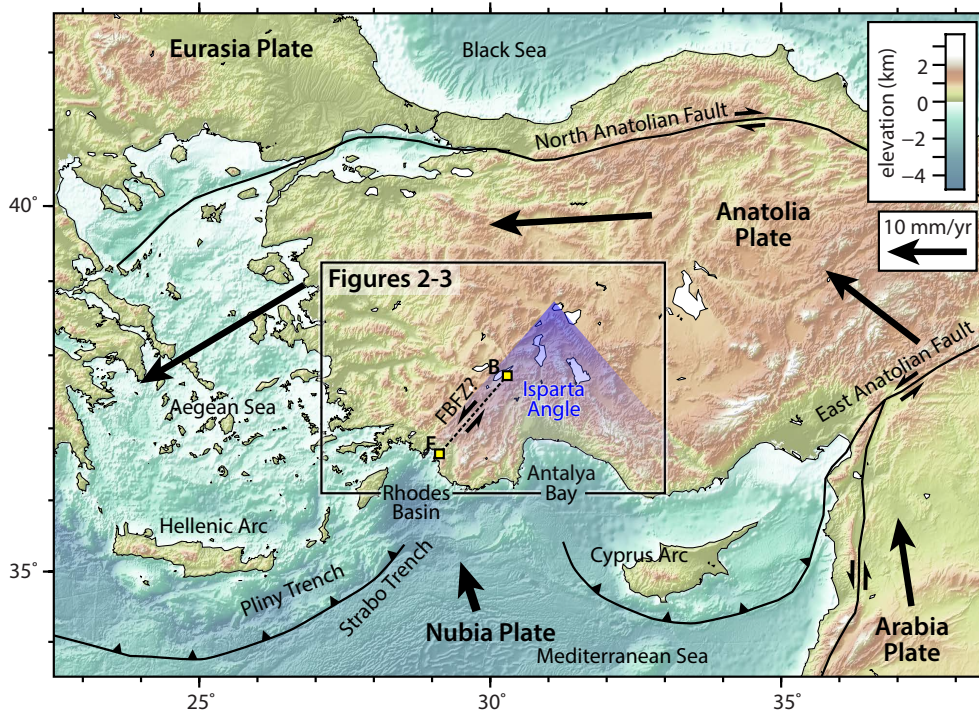 Eurasia Plate
Black Sea
elevation (km)
2
0
−2
−4
North Anatolian Fault
40°
Anatolia
Plate
10 mm/yr
Figures 2-3
B
Isparta
Angle
FBFZ?
F
East Anatolian Fault
Aegean Sea
Antalya
Bay
Rhodes
Basin
Hellenic Arc
Cyprus Arc
35°
Pliny Trench
Strabo Trench
Nubia Plate
Arabia
Plate
Mediterranean Sea
25°
30°
35°